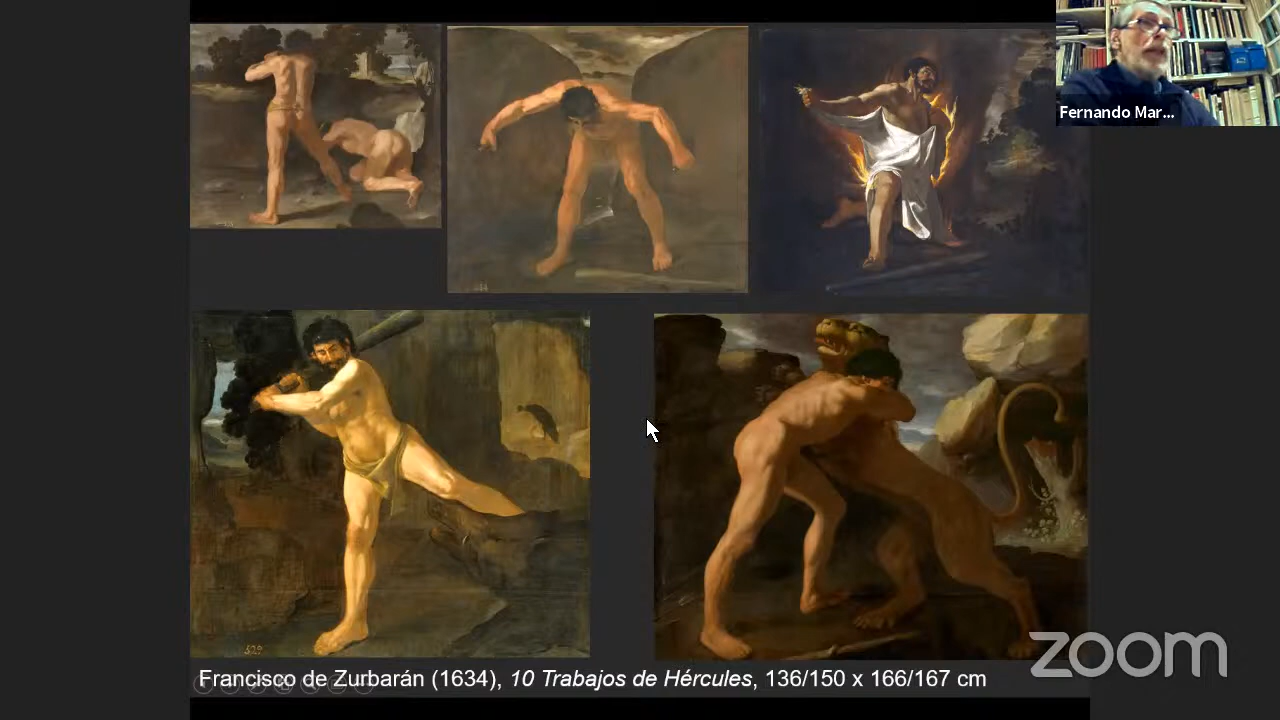 Fernando Mar...
Francisco de Zurbarán (1634), 10 Trabajos de Hércules, 136/150 x 166/167 cm
zoom